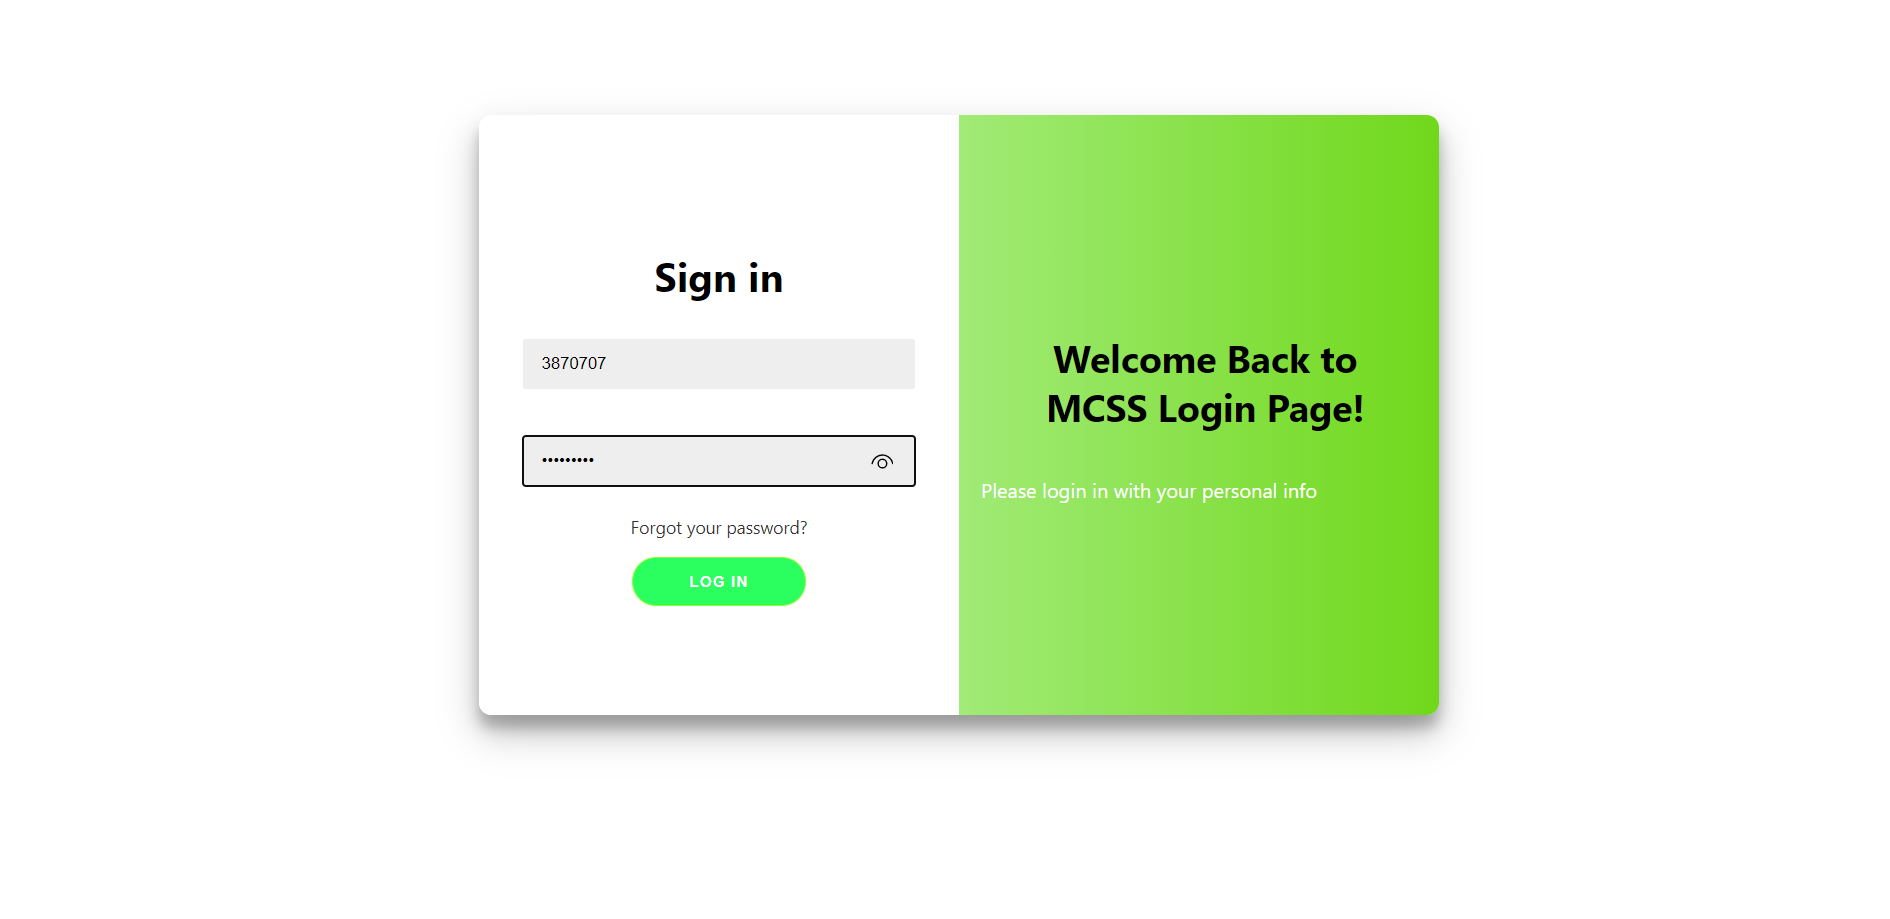 Sign in
3870707
•••••••••
Forgot your password?
LOG IN
Welcome Back to
MCSS Login Page!
Please login in with your personal info